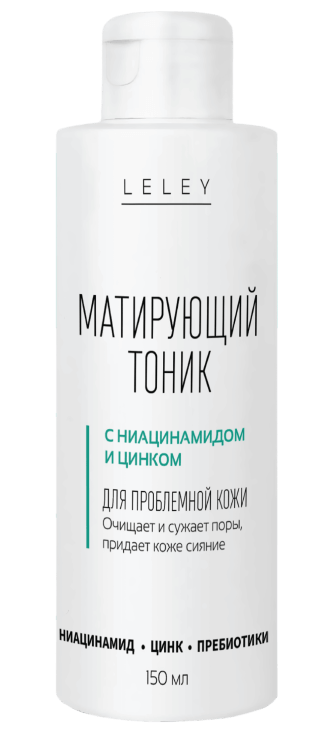 LELEY
МАТИРУЮЩИЙ
ТОНИК
С НИАЦИНАМИДОМ
И ЦИНКОМ
ДЛЯ ПРОБЛЕМНОЙ КОЖИ
Очищает и сужает поры,
придает коже сияние
НИАЦИНАМИД • ЦИНК • ПРЕБИОТИКИ
150 мл